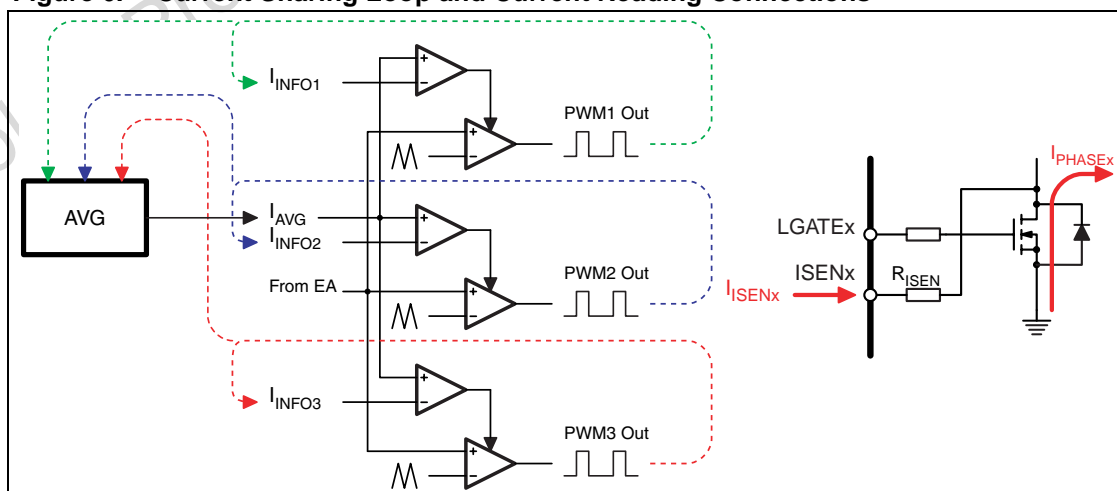 Current Sharing Loop and Current Reading Connections
I_INFO1
PWM1 Out
AVG
I_AVG
I_INFO2
From EA
PWM2 Out
I_INFO3
PWM3 Out
I_PHASEx
LGATEx
ISENx
R_ISEN
I_ISENx
+
−
+
−
+
−
+
−
+
−
+
−